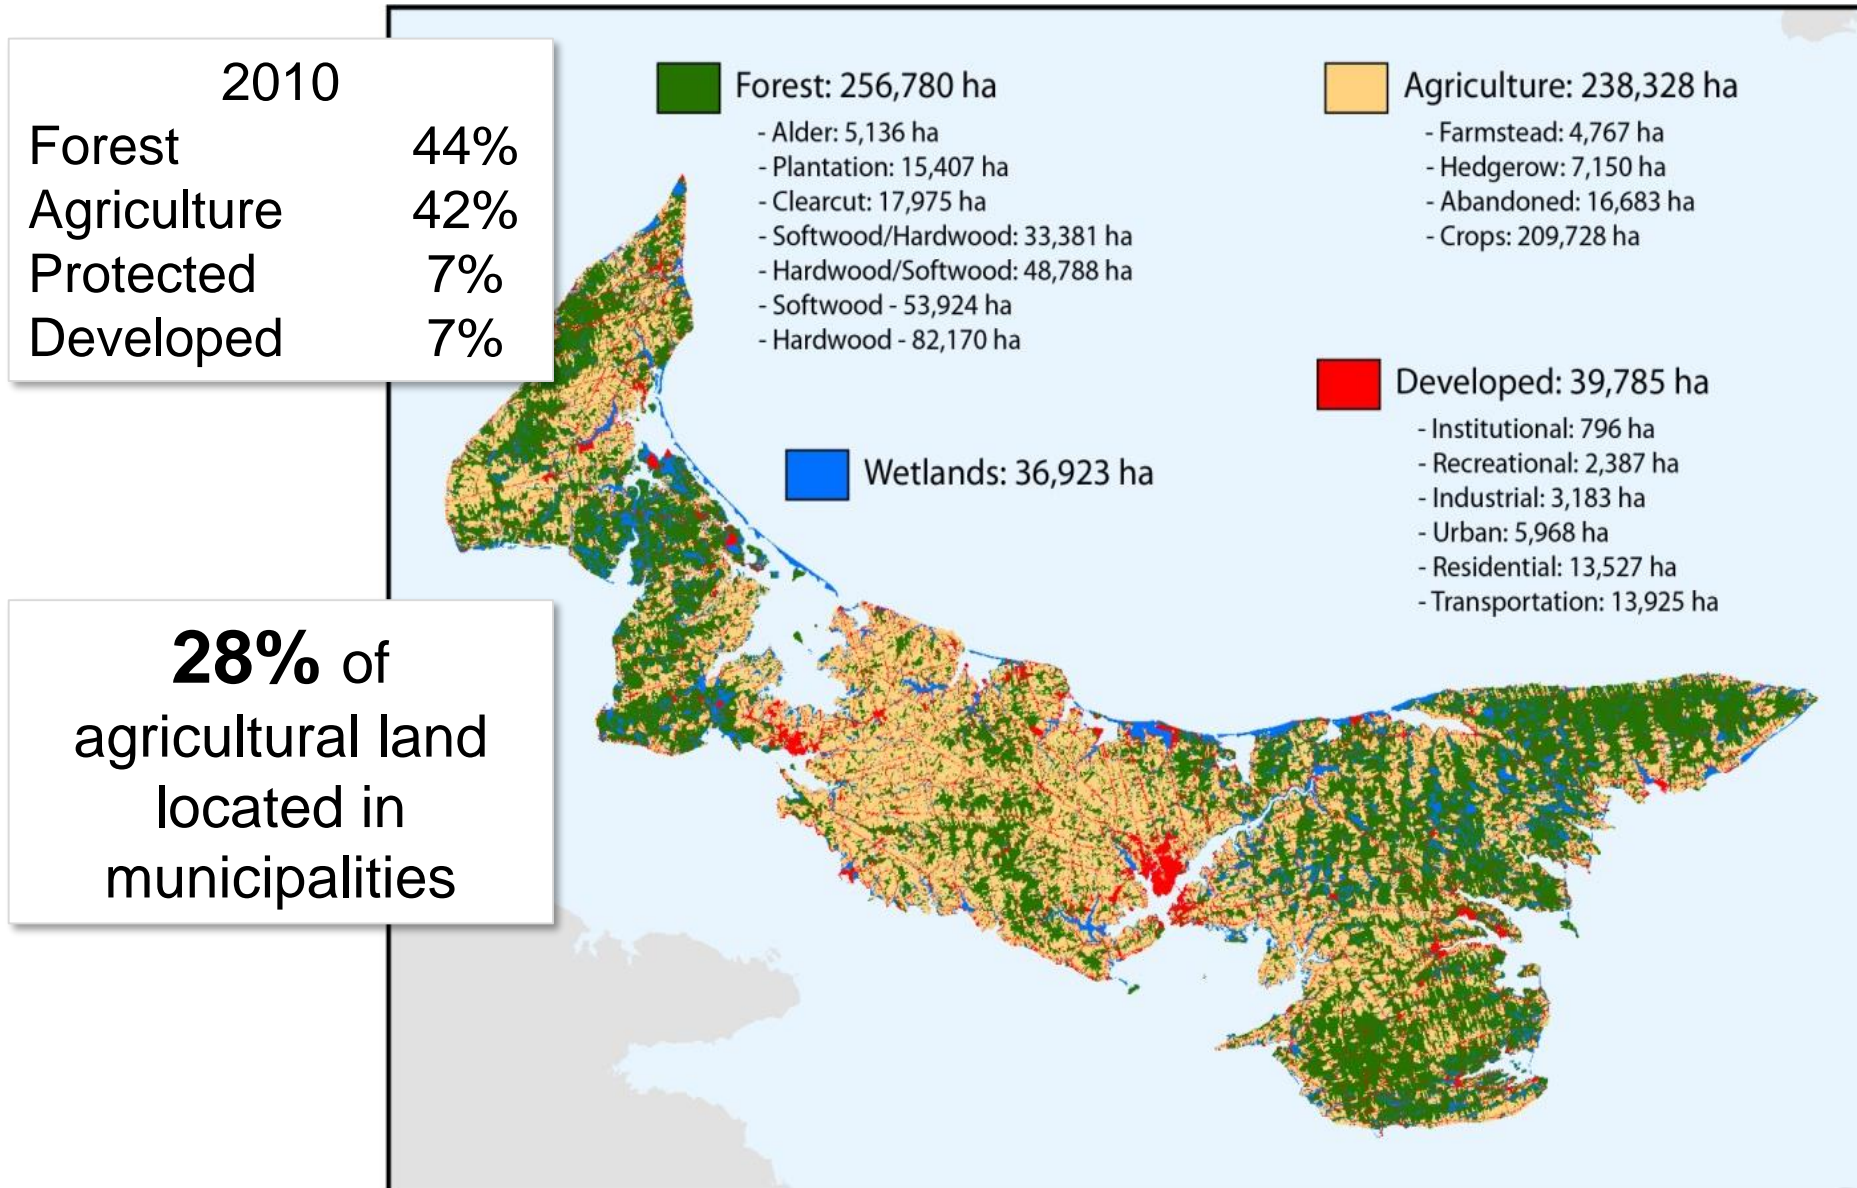 2010
Forest 44%
Agriculture 42%
Protected 7%
Developed 7%
28% of
agricultural land
located in
municipalities
Forest: 256,780 ha
- Alder: 5,136 ha
- Plantation: 15,407 ha
- Clearcut: 17,975 ha
- Softwood/Hardwood: 33,381 ha
- Hardwood/Softwood: 48,788 ha
- Softwood - 53,924 ha
- Hardwood - 82,170 ha
Agriculture: 238,328 ha
- Farmstead: 4,767 ha
- Hedgerow: 7,150 ha
- Abandoned: 16,683 ha
- Crops: 209,728 ha
Wetlands: 36,923 ha
Developed: 39,785 ha
- Institutional: 796 ha
- Recreational: 2,387 ha
- Industrial: 3,183 ha
- Urban: 5,968 ha
- Residential: 13,527 ha
- Transportation: 13,925 ha